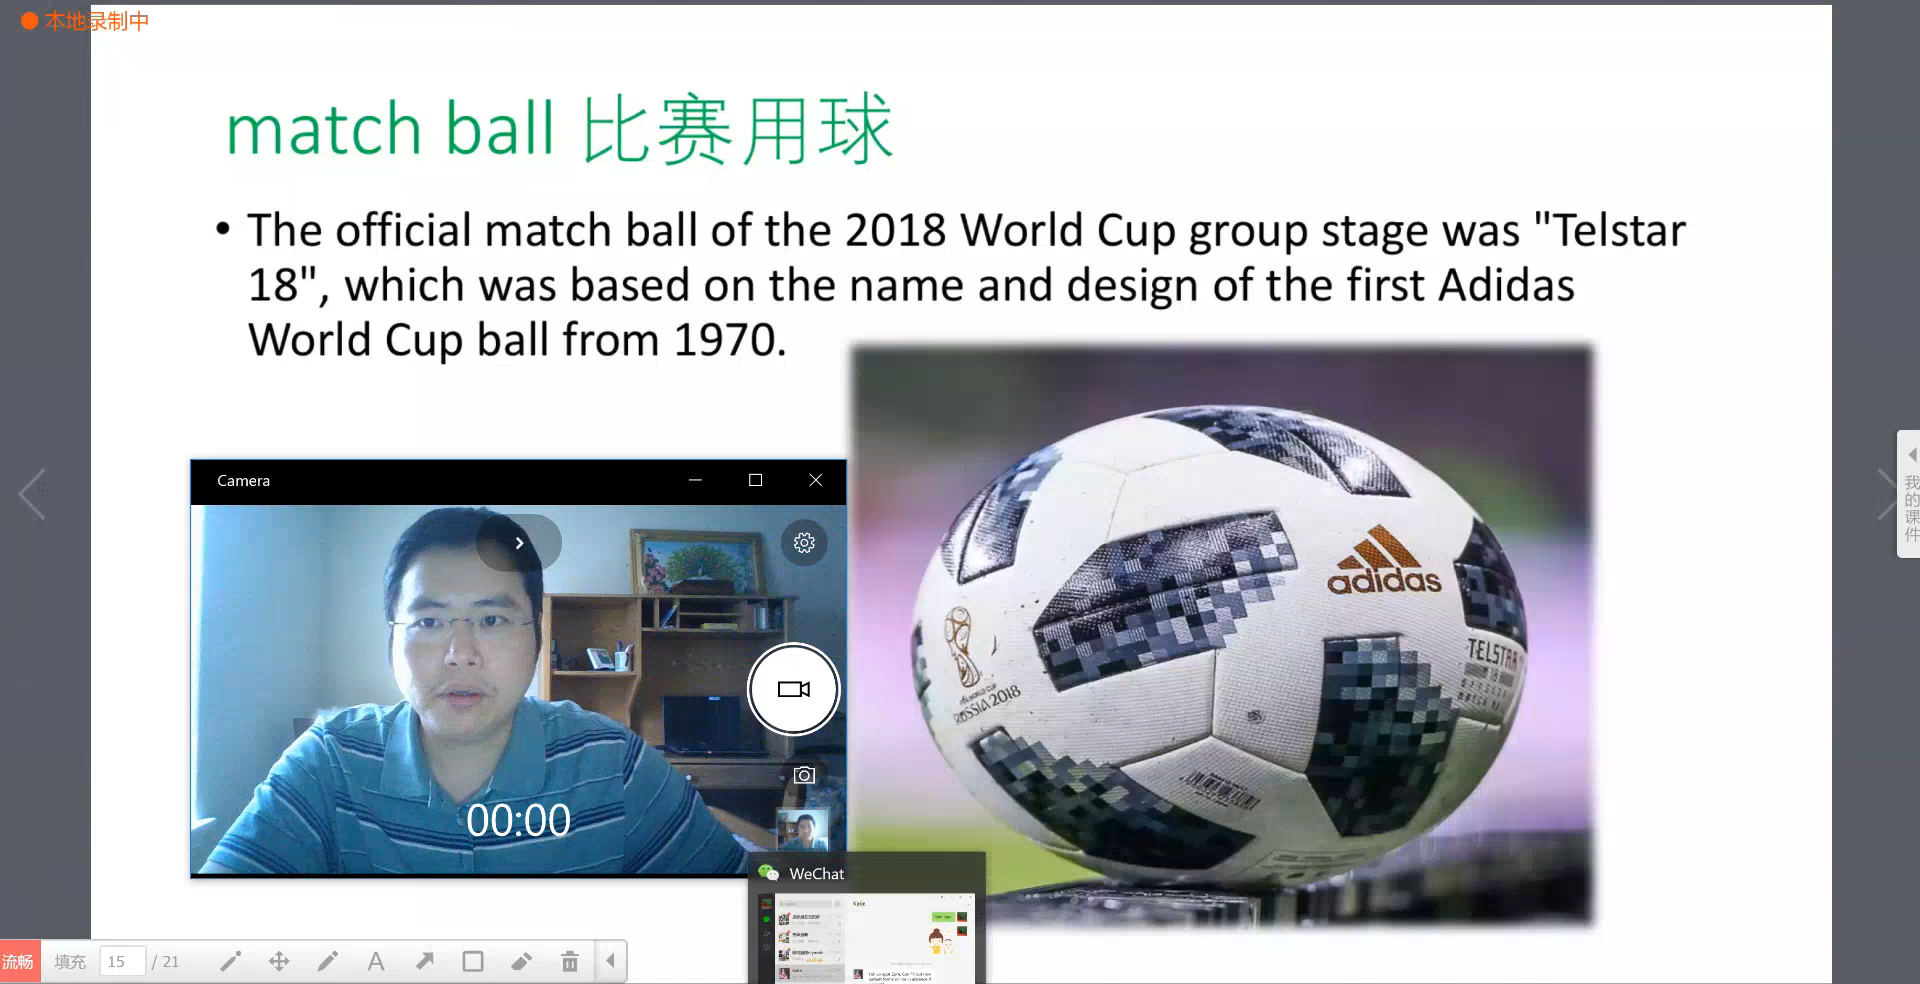 本地录制中
match ball 比赛用球
• The official match ball of the 2018 World Cup group stage was "Telstar
18", which was based on the name and design of the first Adidas
World Cup ball from 1970.
Camera
00:00
adidas
TELSTAR
18
RUSSIA 2018
我的课件
WeChat
Katie
流畅 填充 15 / 21 A